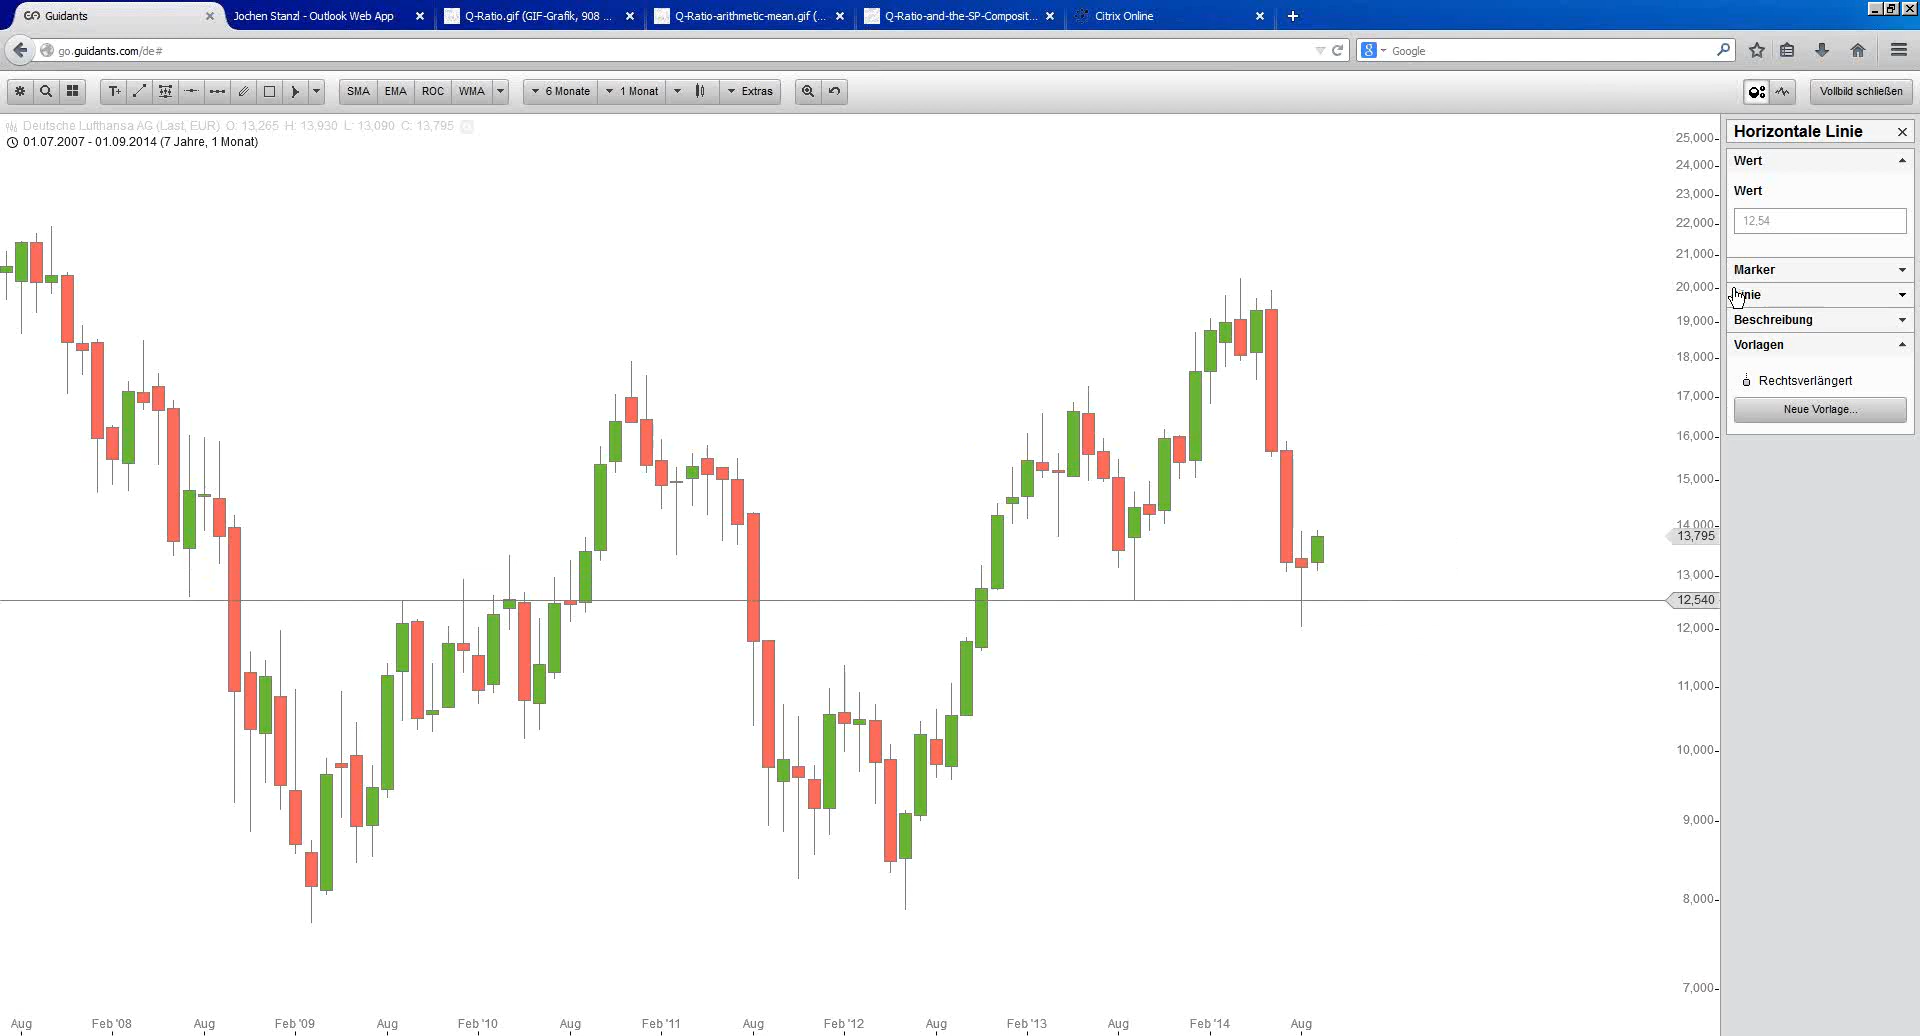 Guidants
Jochen Stanzl - Outlook Web App
Q-Ratio.gif (GIF-Grafik, 908 ...
Q-Ratio-arithmetic-mean.gif (...
Q-Ratio-and-the-SP-Composit...
Citrix Online
go.guidants.com/de#
Google
SMA EMA ROC WMA 6 Monate 1 Monat Extras
Vollbild schließen
Deutsche Lufthansa AG (Last, EUR) O: 13,265 H: 13,930 L: 13,090 C: 13,795
01.07.2007 - 01.09.2014 (7 Jahre, 1 Monat)
25,000
24,000
23,000
22,000
21,000
20,000
19,000
18,000
17,000
16,000
15,000
14,000
13,795
13,000
12,540
12,000
11,000
10,000
9,000
8,000
7,000
Aug Feb '08 Aug Feb '09 Aug Feb '10 Aug Feb '11 Aug Feb '12 Aug Feb '13 Aug Feb '14 Aug
Horizontale Linie
Wert
Wert
12,54
Marker
Linie
Beschreibung
Vorlagen
Rechtsverlängert
Neue Vorlage...